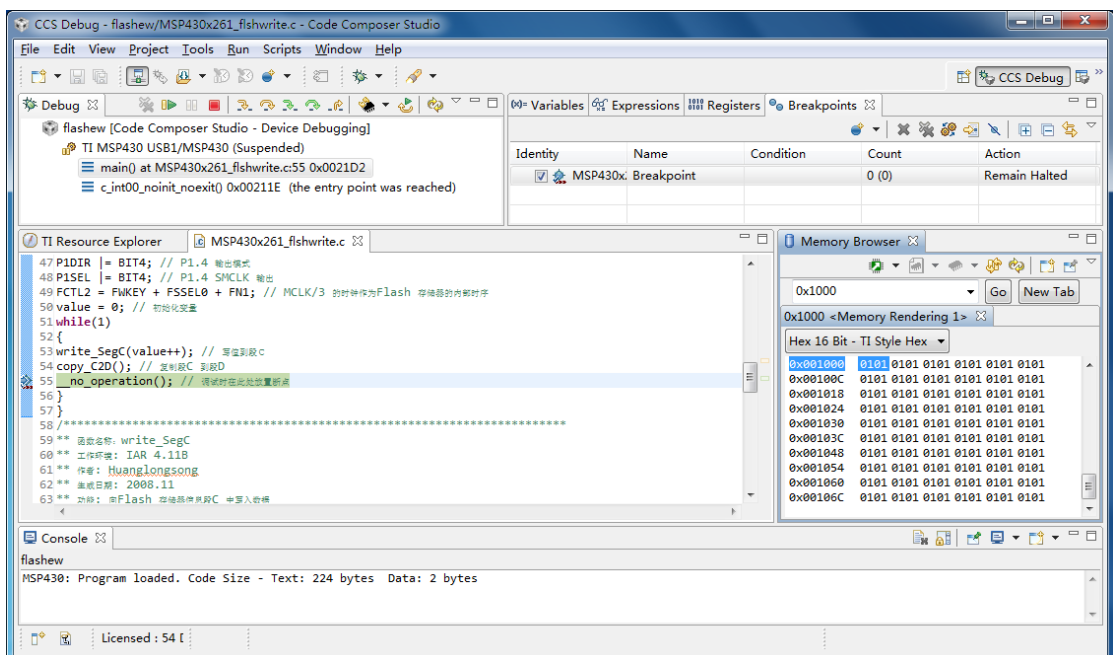 CCS Debug - flashew/MSP430x261_flshwrite.c - Code Composer Studio
File Edit View Project Tools Run Scripts Window Help
CCS Debug
Debug
flashew [Code Composer Studio - Device Debugging]
TI MSP430 USB1/MSP430 (Suspended)
main() at MSP430x261_flshwrite.c:55 0x0021D2
c_int00_noinit_noexit() 0x00211E (the entry point was reached)
(x)= Variables Expressions Registers Breakpoints
Identity Name Condition Count Action
MSP430x. Breakpoint 0 (0) Remain Halted
TI Resource Explorer MSP430x261_flshwrite.c
47 P1DIR |= BIT4; // P1.4 输出模式
48 P1SEL |= BIT4; // P1.4 SMCLK 输出
49 FCTL2 = FWKEY + FSSEL0 + FN1; // MCLK/3 的时钟作为Flash 存储器的内部时序
50 value = 0; // 初始化变量
51 while(1)
52 {
53 write_SegC(value++); // 写值到段C
54 copy_C2D(); // 复制段C 到段D
55 __no_operation(); // 调试时在此处放置断点
56 }
57 }
58 /*************************************************************************
59 ** 函数名称: write_SegC
60 ** 工作环境: IAR 4.11B
61 ** 作者: Huanglongsong
62 ** 生成日期: 2008.11
63 ** 功能: 向Flash 存储器信息段C 中写入数据
Memory Browser
0x1000 Go New Tab
0x1000 <Memory Rendering 1>
Hex 16 Bit - TI Style Hex
0x001000 0101 0101 0101 0101 0101 0101
0x00100C 0101 0101 0101 0101 0101 0101
0x001018 0101 0101 0101 0101 0101 0101
0x001024 0101 0101 0101 0101 0101 0101
0x001030 0101 0101 0101 0101 0101 0101
0x00103C 0101 0101 0101 0101 0101 0101
0x001048 0101 0101 0101 0101 0101 0101
0x001054 0101 0101 0101 0101 0101 0101
0x001060 0101 0101 0101 0101 0101 0101
0x00106C 0101 0101 0101 0101 0101 0101
Console
flashew
MSP430: Program loaded. Code Size - Text: 224 bytes Data: 2 bytes
Licensed : 54 [